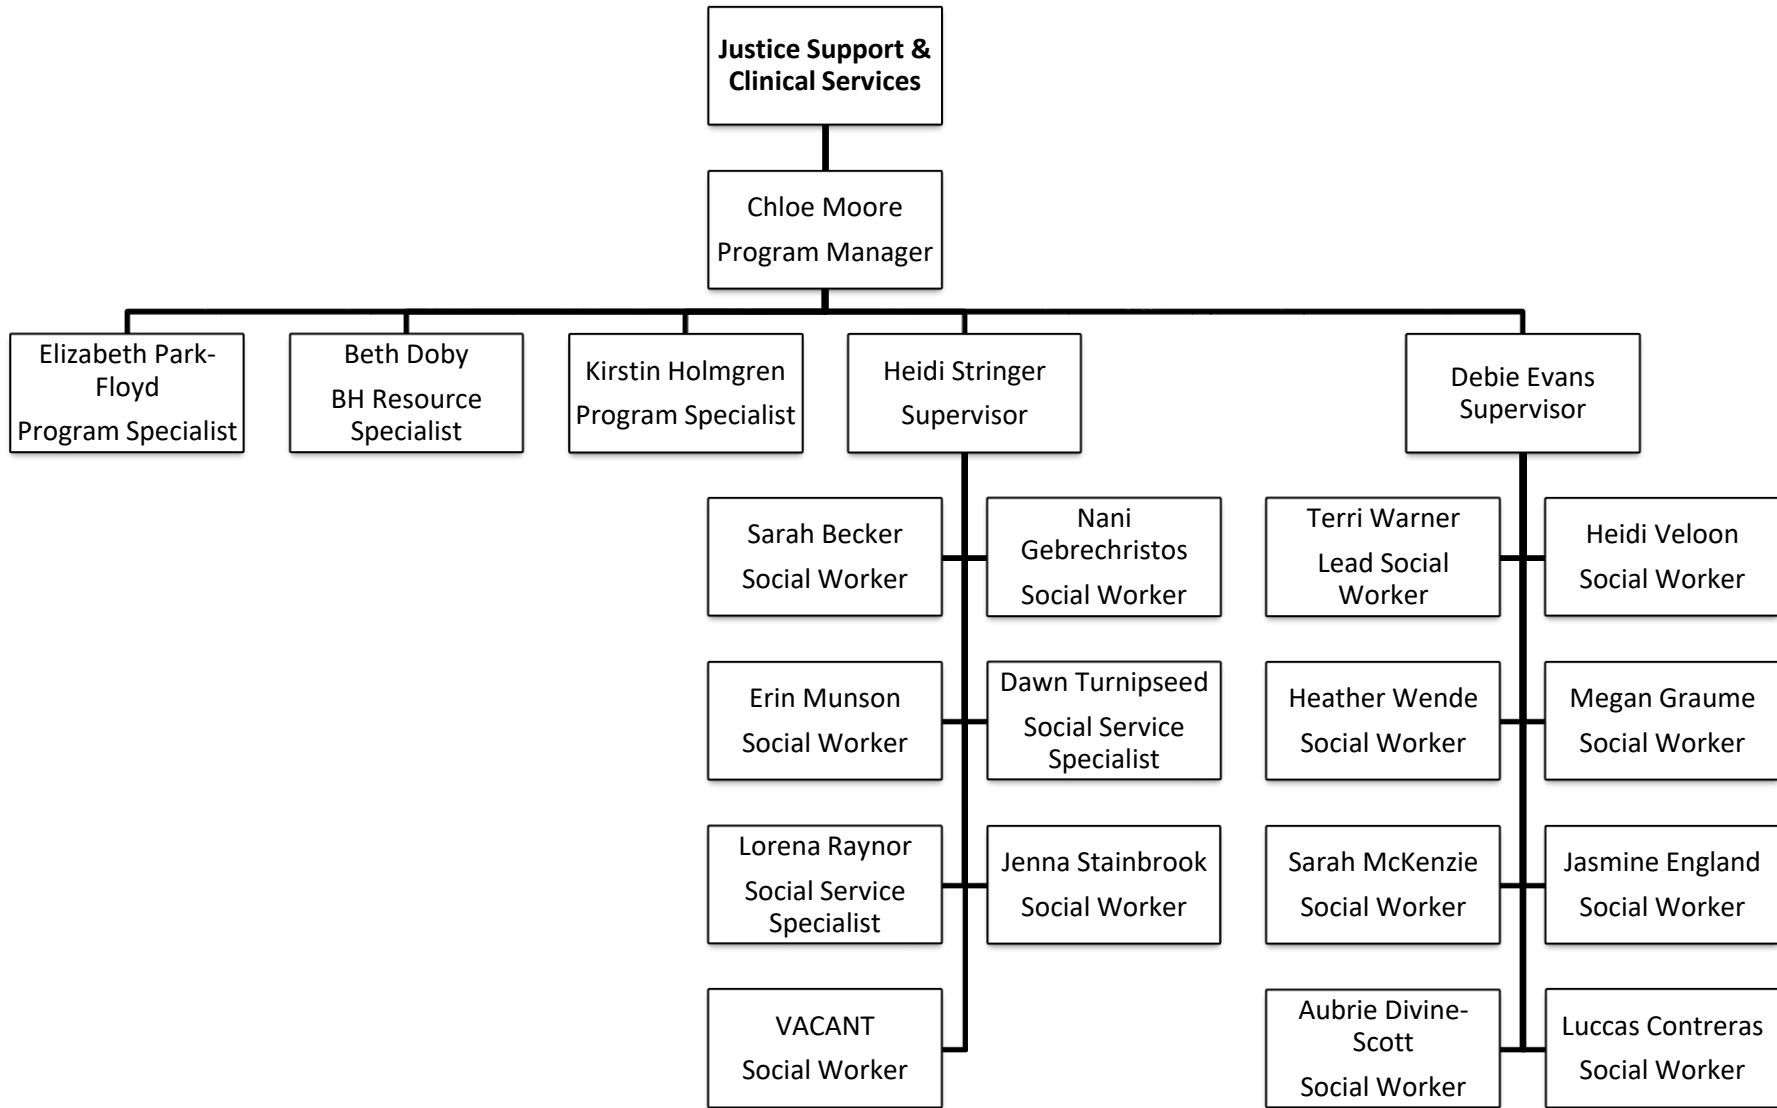 Justice Support &
Clinical Services
Chloe Moore
Program Manager
Elizabeth Park-
Floyd
Program Specialist
Beth Doby
BH Resource
Specialist
Kirstin Holmgren
Program Specialist
Heidi Stringer
Supervisor
Debie Evans
Supervisor
Sarah Becker
Social Worker
Nani
Gebrechristos
Social Worker
Terri Warner
Lead Social
Worker
Heidi Veloon
Social Worker
Erin Munson
Social Worker
Dawn Turnipseed
Social Service
Specialist
Heather Wende
Social Worker
Megan Graume
Social Worker
Lorena Raynor
Social Service
Specialist
Jenna Stainbrook
Social Worker
Sarah McKenzie
Social Worker
Jasmine England
Social Worker
VACANT
Social Worker
Aubrie Divine-
Scott
Social Worker
Luccas Contreras
Social Worker